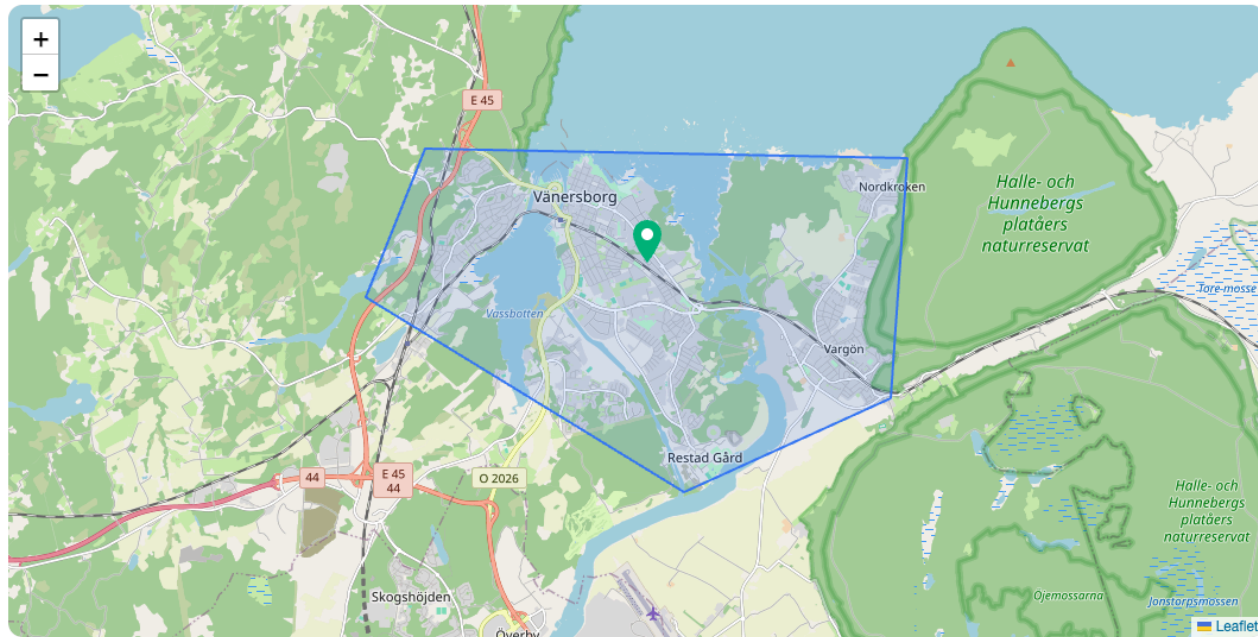 +
−
E 45
Vänersborg
Nordkroken
Halle- och
Hunnebergs
platåers
naturreservat
Tore-mosse
Vassbotten
Vargön
Restad Gård
44
E 45
44
O 2026
Halle- och
Hunnebergs
platåers
naturreservat
Skogshöjden
Öjemossarna
Jonstorpsmossen
Överby
Leaflet